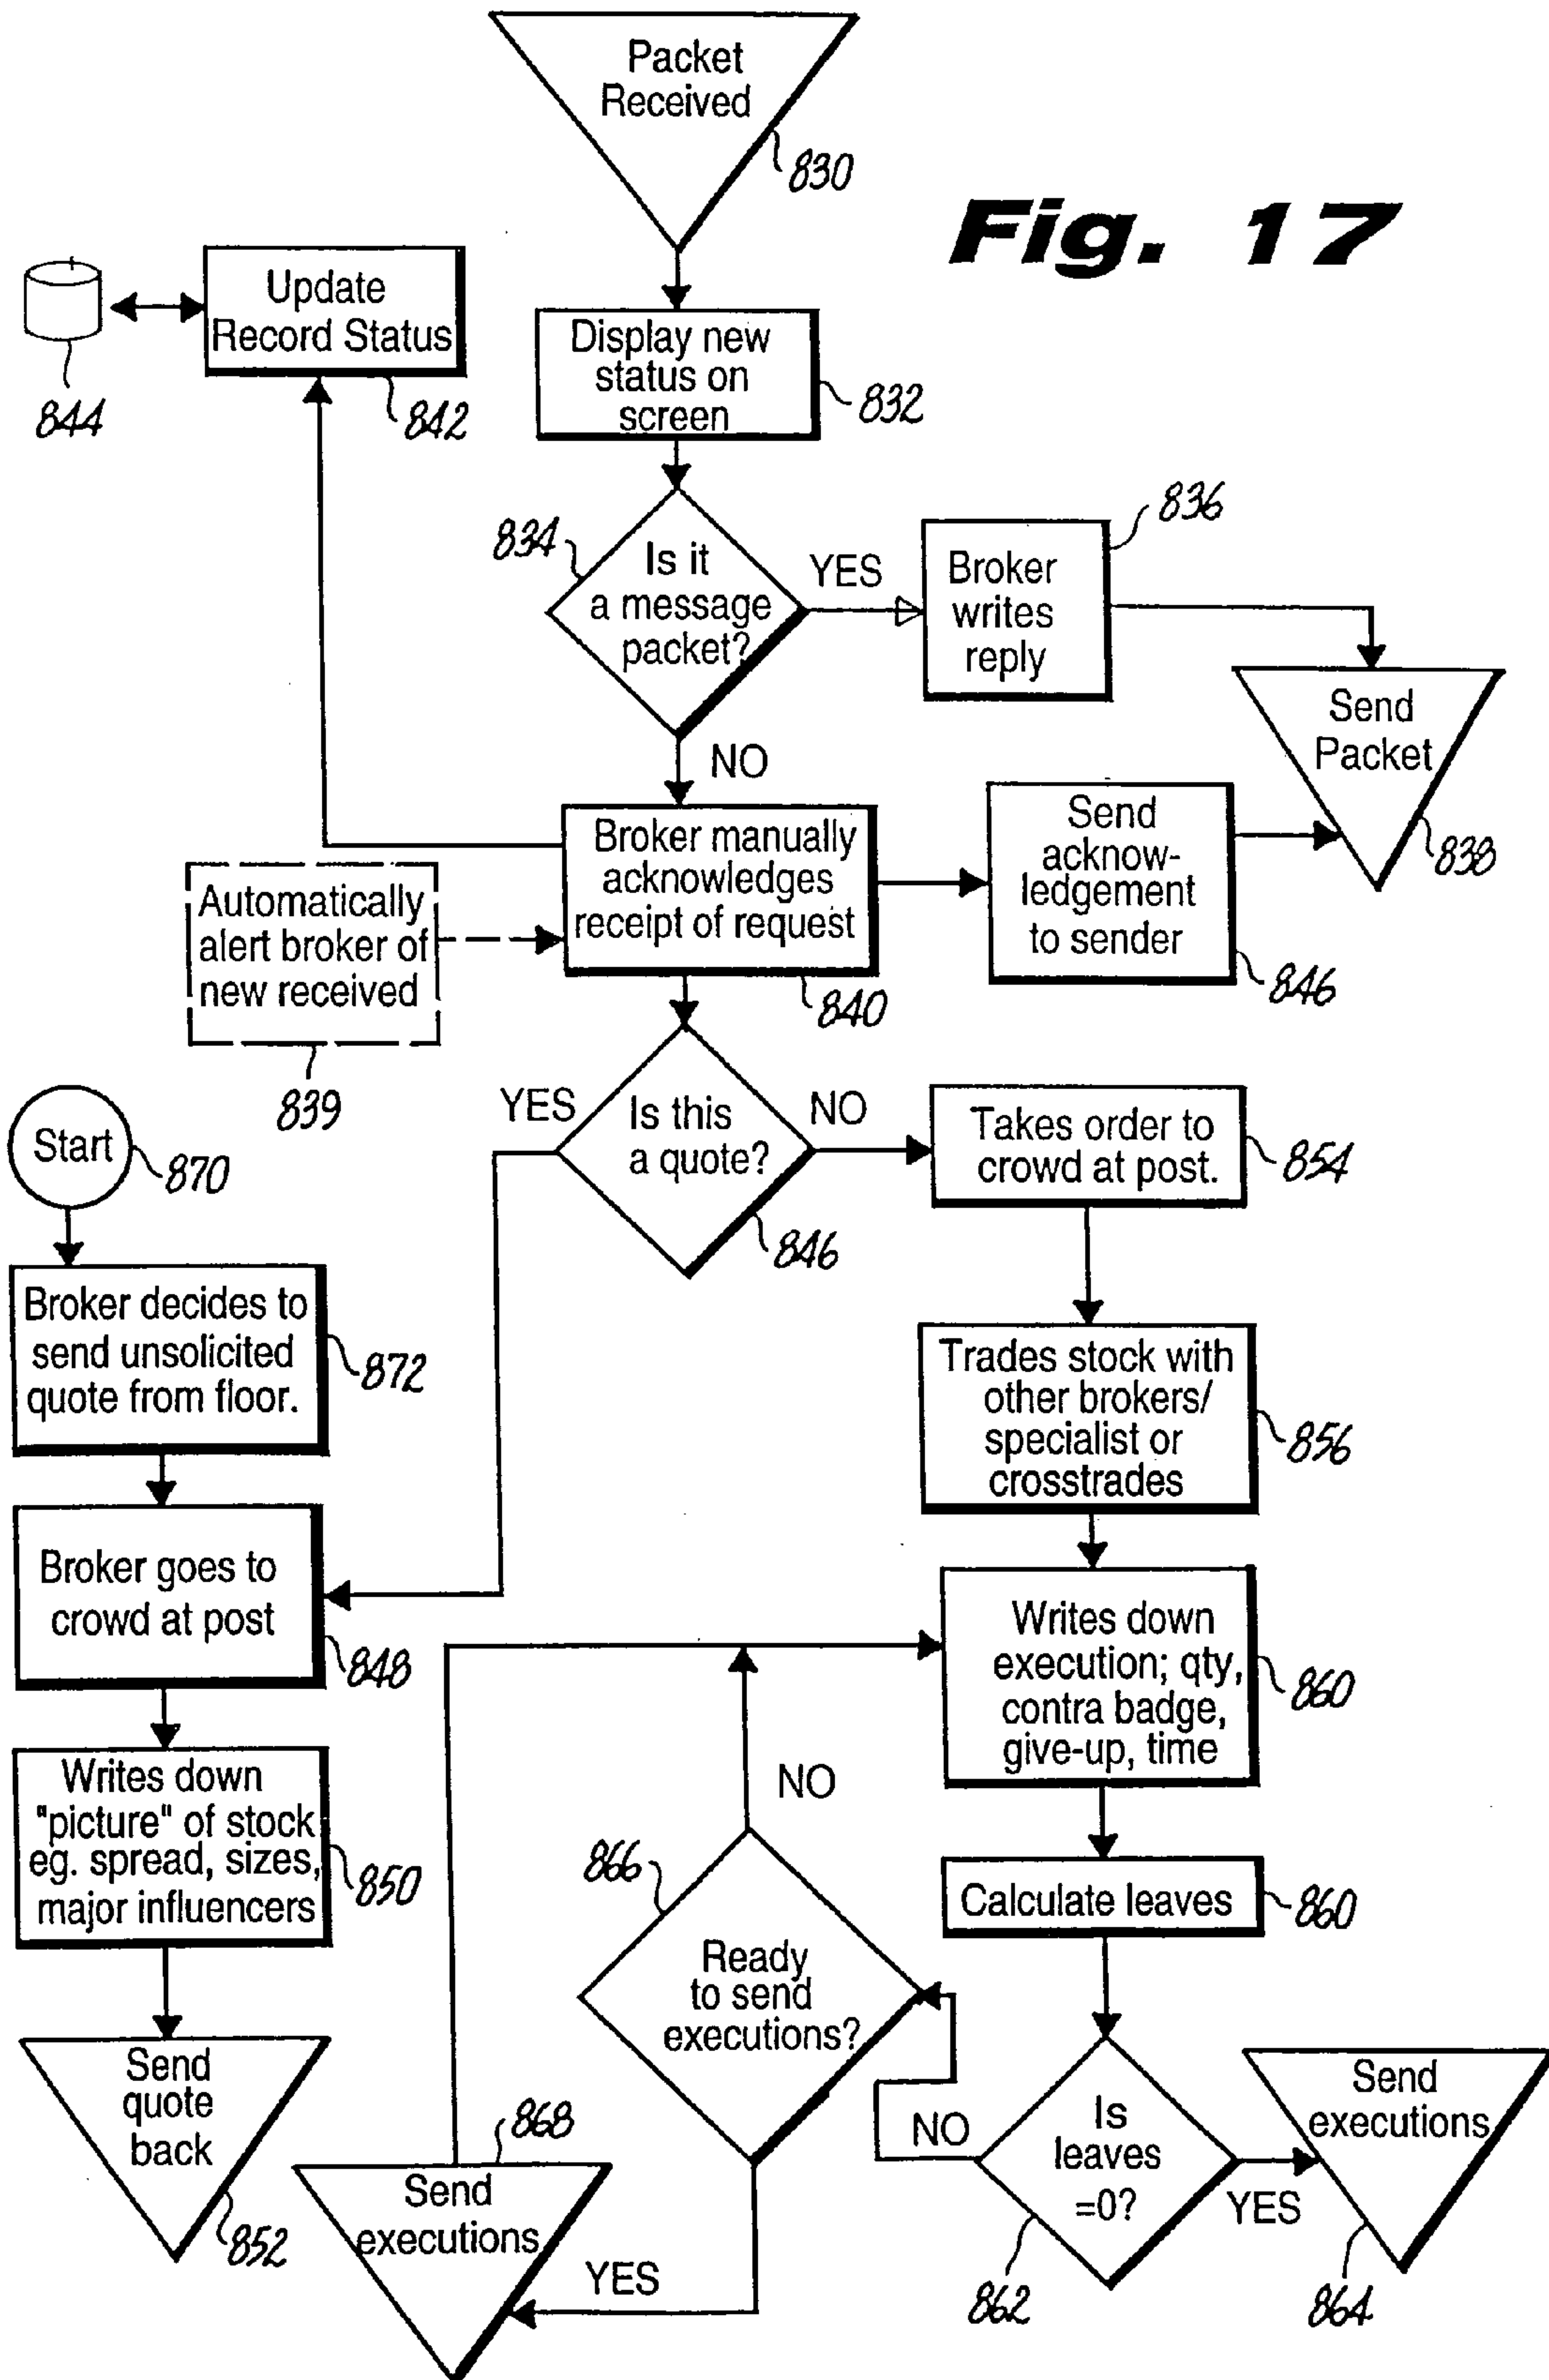 Packet
Received
830
Fig. 17
Update
Record Status
842
844
Display new
status on
screen
832
Is it
a message
packet?
834
YES
Broker
writes
reply
836
Send
Packet
838
NO
Broker manually
acknowledges
receipt of request
840
Automatically
alert broker of
new received
839
Send
acknow-
ledgement
to sender
846
Is this
a quote?
846
YES
NO
Takes order to
crowd at post.
854
Start
870
Broker decides to
send unsolicited
quote from floor.
872
Trades stock with
other brokers/
specialist or
crosstrades
856
Broker goes to
crowd at post
848
Writes down
execution; qty,
contra badge,
give-up, time
860
Writes down
"picture" of stock
eg. spread, sizes,
major influencers
850
NO
866
Ready
to send
executions?
Calculate leaves
860
Send
quote
back
852
868
Send
executions
YES
NO
Is
leaves
=0?
862
YES
Send
executions
864